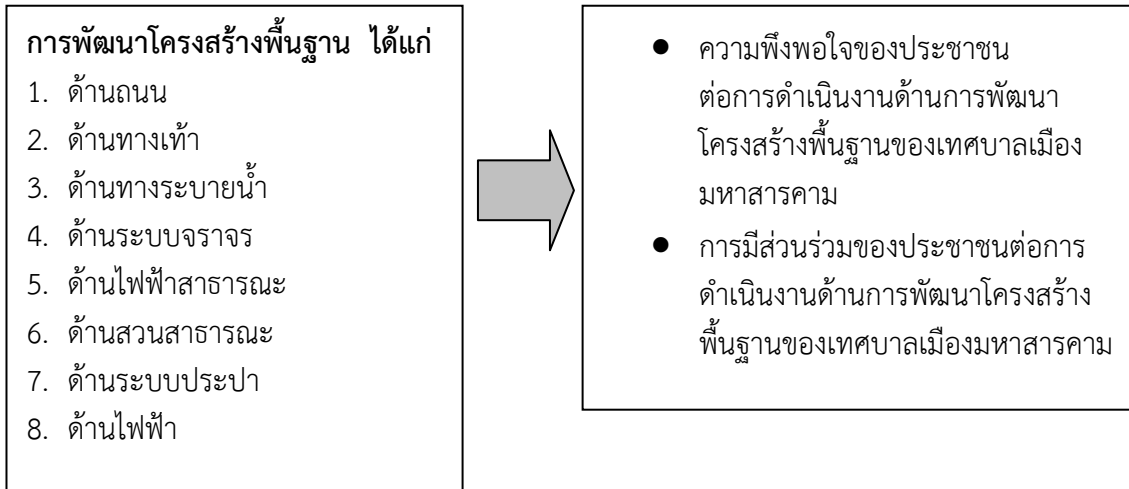 การพัฒนาโครงสร้างพื้นฐาน ได้แก่
1. ด้านถนน
2. ด้านทางเท้า
3. ด้านทางระบายน้ำ
4. ด้านระบบจราจร
5. ด้านไฟฟ้าสาธารณะ
6. ด้านสวนสาธารณะ
7. ด้านระบบประปา
8. ด้านไฟฟ้า
● ความพึงพอใจของประชาชน
ต่อการดำเนินงานด้านการพัฒนา
โครงสร้างพื้นฐานของเทศบาลเมือง
มหาสารคาม
● การมีส่วนร่วมของประชาชนต่อการ
ดำเนินงานด้านการพัฒนาโครงสร้าง
พื้นฐานของเทศบาลเมืองมหาสารคาม